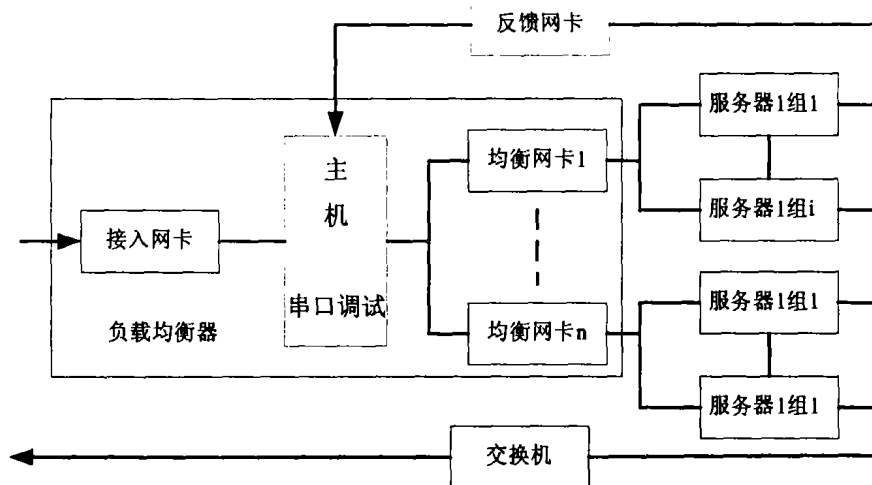 反馈网卡
服务器1组1
主
机
均衡网卡1
服务器1组i
接入网卡
服务器1组1
串口调试
均衡网卡n
负载均衡器
服务器1组1
交换机